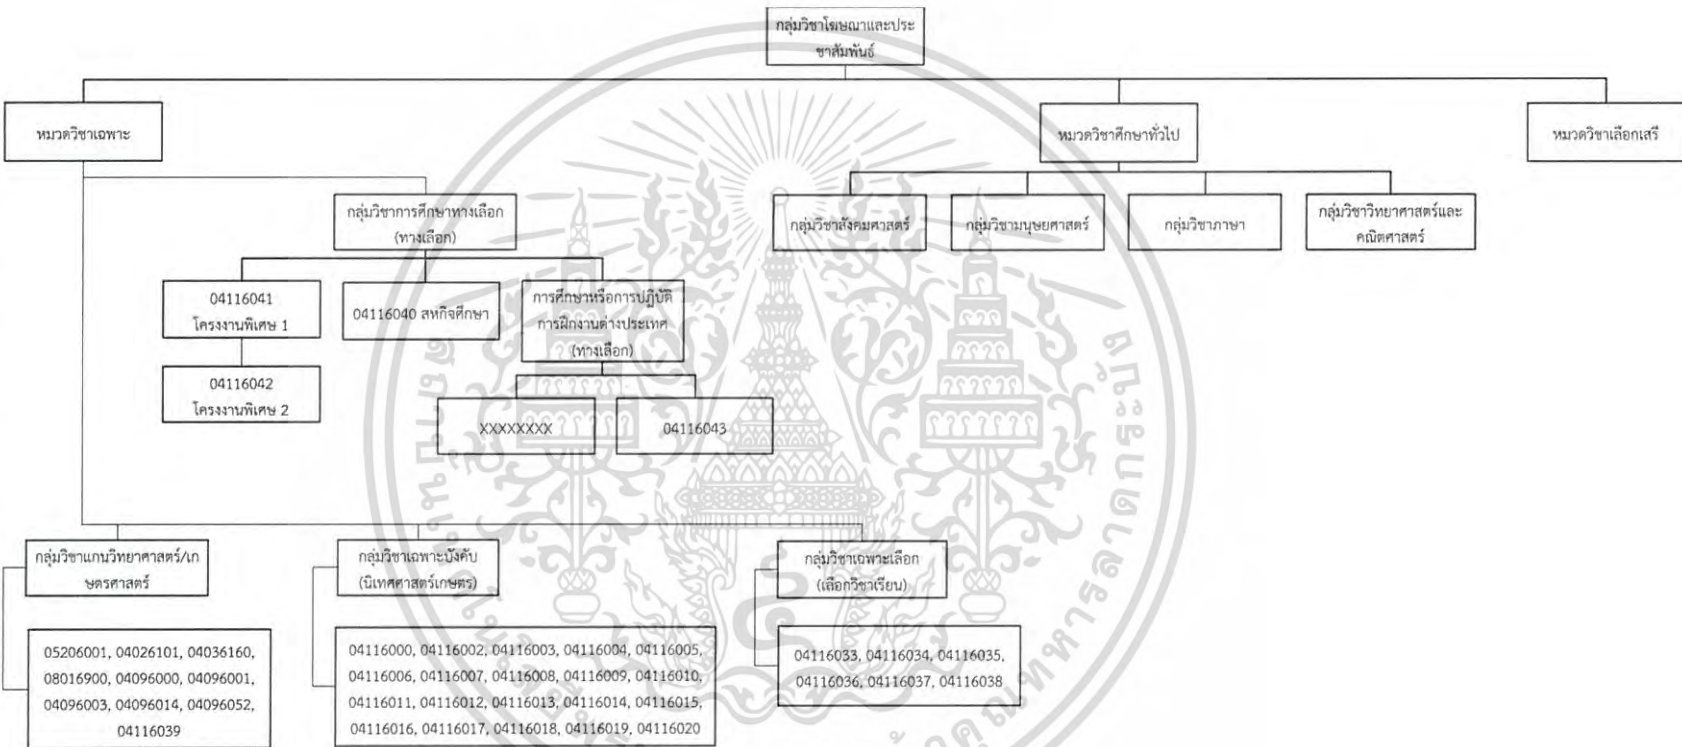 กลุ่มวิชาโฆษณาและประ
ชาสัมพันธ์
หมวดวิชาเฉพาะ
หมวดวิชาศึกษาทั่วไป
หมวดวิชาเลือกเสรี
กลุ่มวิชาการศึกษาทางเลือก
(ทางเลือก)
กลุ่มวิชาสังคมศาสตร์
กลุ่มวิชามนุษยศาสตร์
กลุ่มวิชาภาษา
กลุ่มวิชาวิทยาศาสตร์และ
คณิตศาสตร์
04116041
โครงงานพิเศษ 1
04116040 สหกิจศึกษา
การศึกษาหรือการปฏิบัติ
การฝึกงานต่างประเทศ
(ทางเลือก)
04116042
โครงงานพิเศษ 2
XXXXXXXX
04116043
กลุ่มวิชาแกนวิทยาศาสตร์/เก
ษตรศาสตร์
กลุ่มวิชาเฉพาะบังคับ
(นิเทศศาสตร์เกษตร)
กลุ่มวิชาเฉพาะเลือก
(เลือกวิชาเรียน)
05206001, 04026101, 04036160,
08016900, 04096000, 04096001,
04096003, 04096014, 04096052,
04116039
04116000, 04116002, 04116003, 04116004, 04116005,
04116006, 04116007, 04116008, 04116009, 04116010,
04116011, 04116012, 04116013, 04116014, 04116015,
04116016, 04116017, 04116018, 04116019, 04116020
04116033, 04116034, 04116035,
04116036, 04116037, 04116038